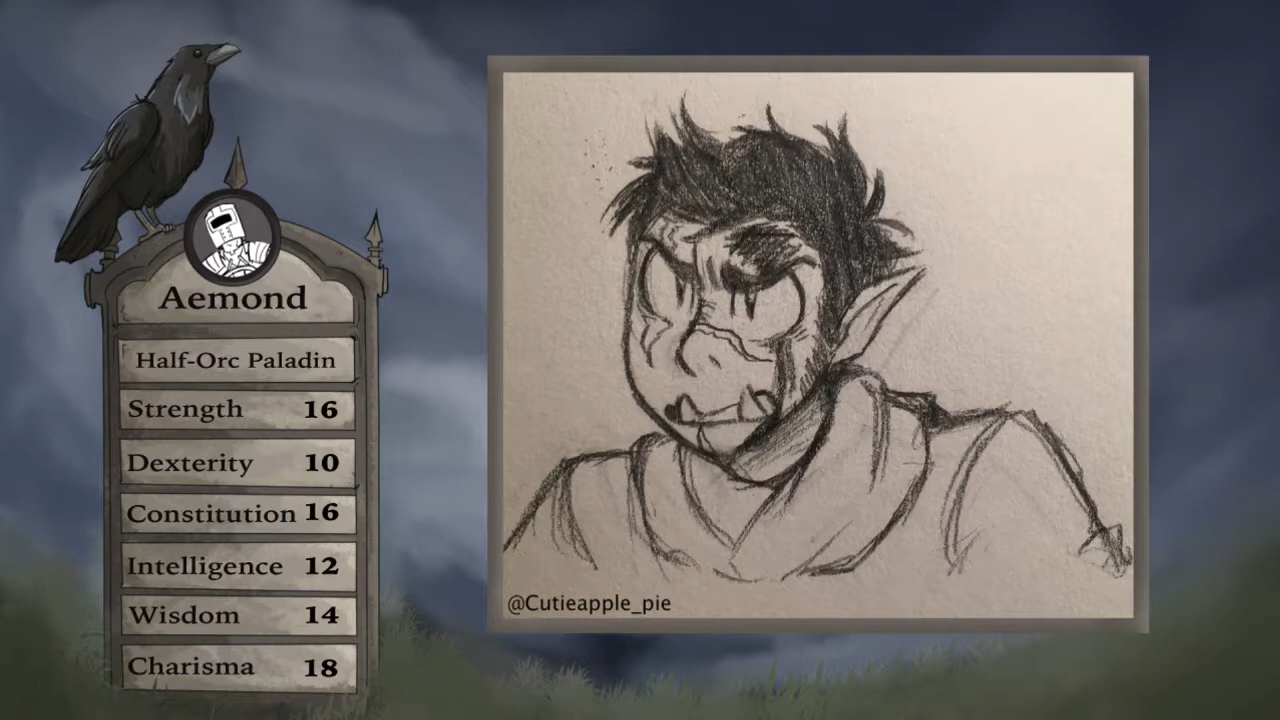 Aemond
Half-Orc Paladin
Strength 16
Dexterity 10
Constitution 16
Intelligence 12
Wisdom 14
Charisma 18
@Cutieapple_pie